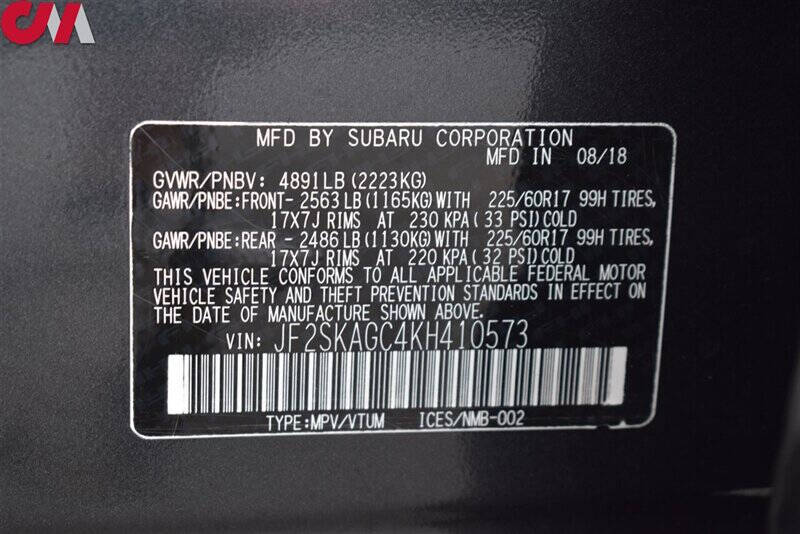 CM
MFD BY SUBARU CORPORATION
MFD IN 08/18
GVWR/PNBV: 4891LB (2223KG)
GAWR/PNBE:FRONT- 2563 LB (1165KG) WITH 225/60R17 99H TIRES,
17X7J RIMS AT 230 KPA ( 33 PSI) COLD
GAWR/PNBE:REAR - 2486 LB (1130KG) WITH 225/60R17 99H TIRES,
17X7J RIMS AT 220 KPA ( 32 PSI) COLD
THIS VEHICLE CONFORMS TO ALL APPLICABLE FEDERAL MOTOR
VEHICLE SAFETY AND THEFT PREVENTION STANDARDS IN EFFECT ON
THE DATE OF MANUFACTURE SHOWN ABOVE.
VIN: JF2SKAGC4KH410573
TYPE:MPV/VTUM ICES/NMB-002